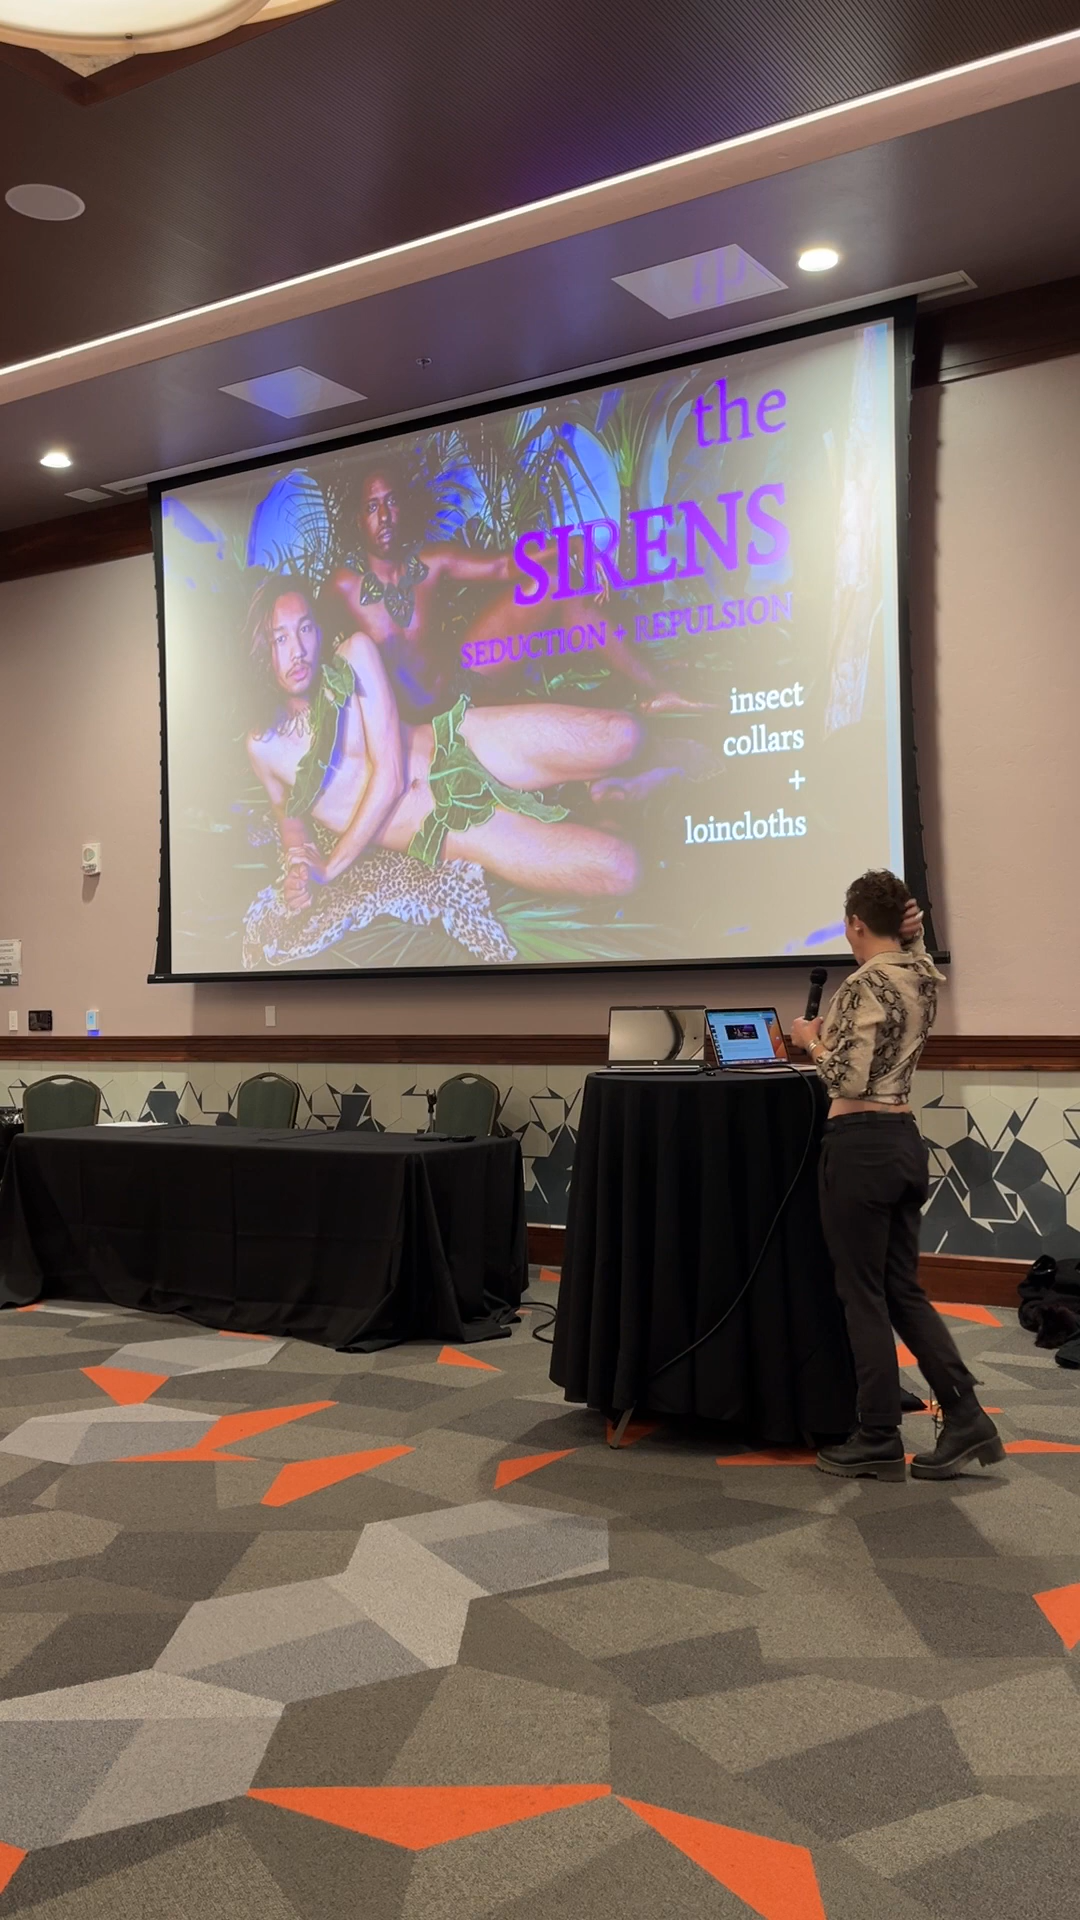 the
SIRENS
SEDUCTION + REPULSION
insect
collars
+
loincloths